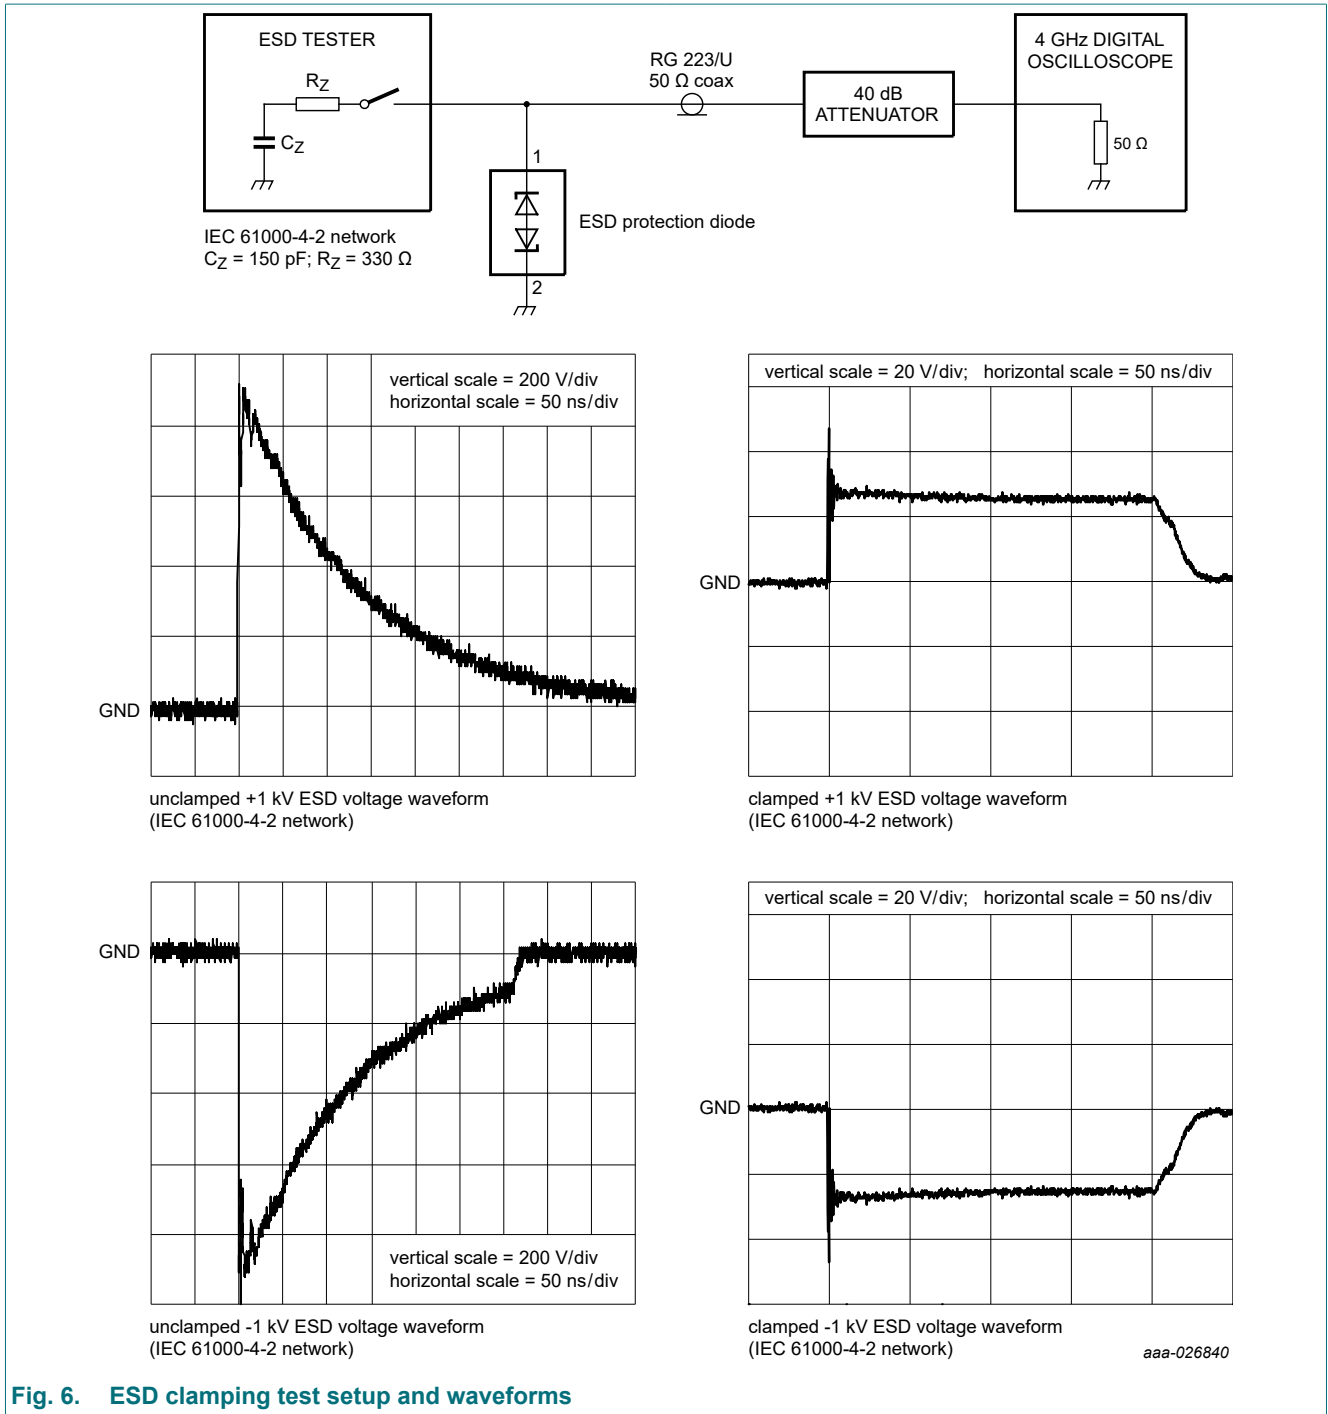 ESD TESTER
RZ
CZ
IEC 61000-4-2 network
CZ = 150 pF; RZ = 330 Ω
RG 223/U
50 Ω coax
40 dB
ATTENUATOR
4 GHz DIGITAL
OSCILLOSCOPE
50 Ω
1
ESD protection diode
2
vertical scale = 200 V/div
horizontal scale = 50 ns/div
GND
unclamped +1 kV ESD voltage waveform
(IEC 61000-4-2 network)
vertical scale = 20 V/div; horizontal scale = 50 ns/div
GND
clamped +1 kV ESD voltage waveform
(IEC 61000-4-2 network)
GND
vertical scale = 200 V/div
horizontal scale = 50 ns/div
unclamped -1 kV ESD voltage waveform
(IEC 61000-4-2 network)
vertical scale = 20 V/div; horizontal scale = 50 ns/div
GND
clamped -1 kV ESD voltage waveform
(IEC 61000-4-2 network)
aaa-026840
Fig. 6. ESD clamping test setup and waveforms